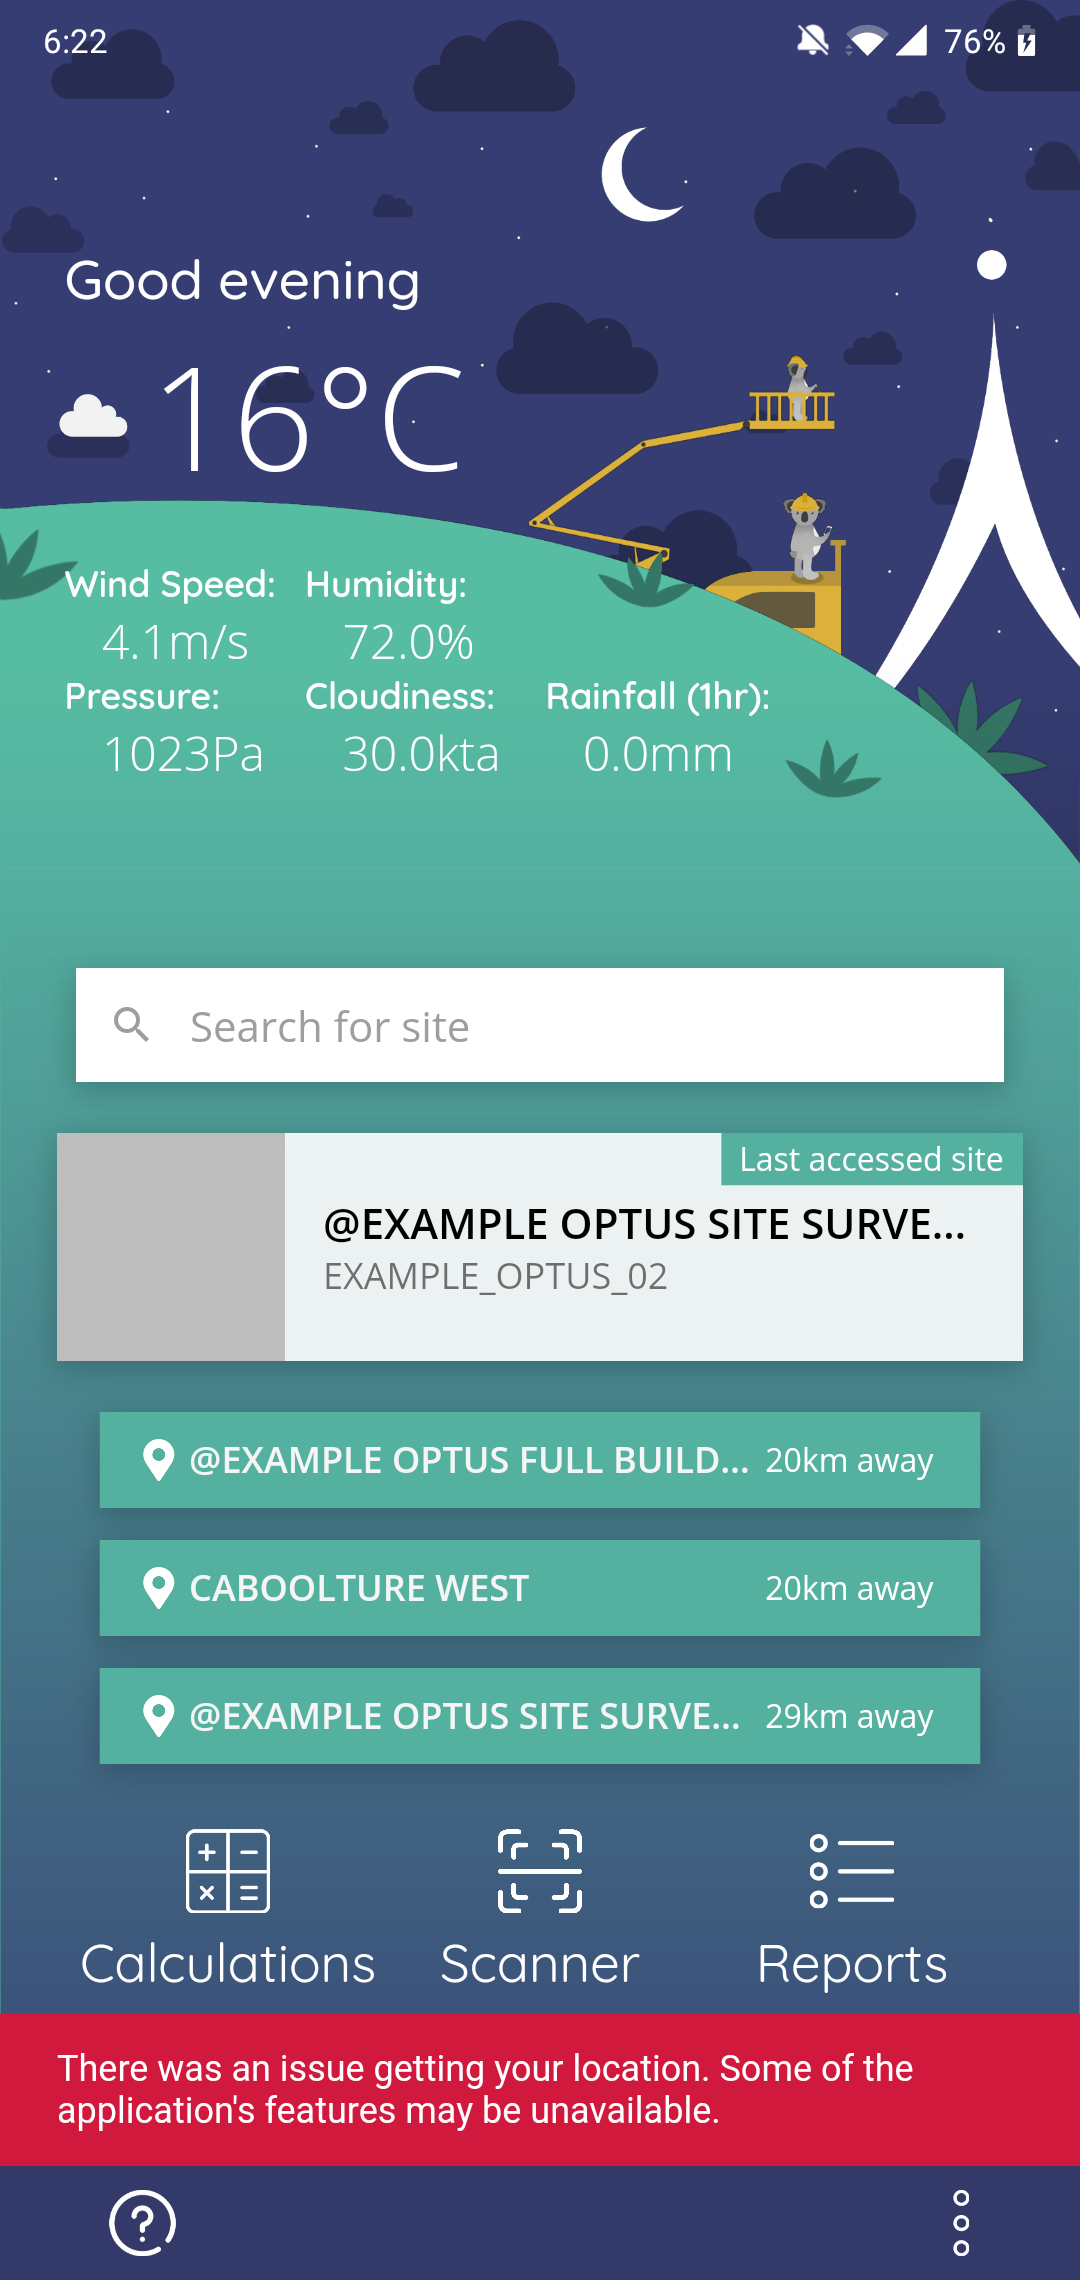 6:22 76%
Good evening
16°C
Wind Speed: Humidity:
4.1m/s 72.0%
Pressure: Cloudiness: Rainfall (1hr):
1023Pa 30.0kta 0.0mm
Search for site
Last accessed site
@EXAMPLE OPTUS SITE SURVE...
EXAMPLE_OPTUS_02
@EXAMPLE OPTUS FULL BUILD... 20km away
CABOOLTURE WEST 20km away
@EXAMPLE OPTUS SITE SURVE... 29km away
Calculations Scanner Reports
There was an issue getting your location. Some of the
application's features may be unavailable.